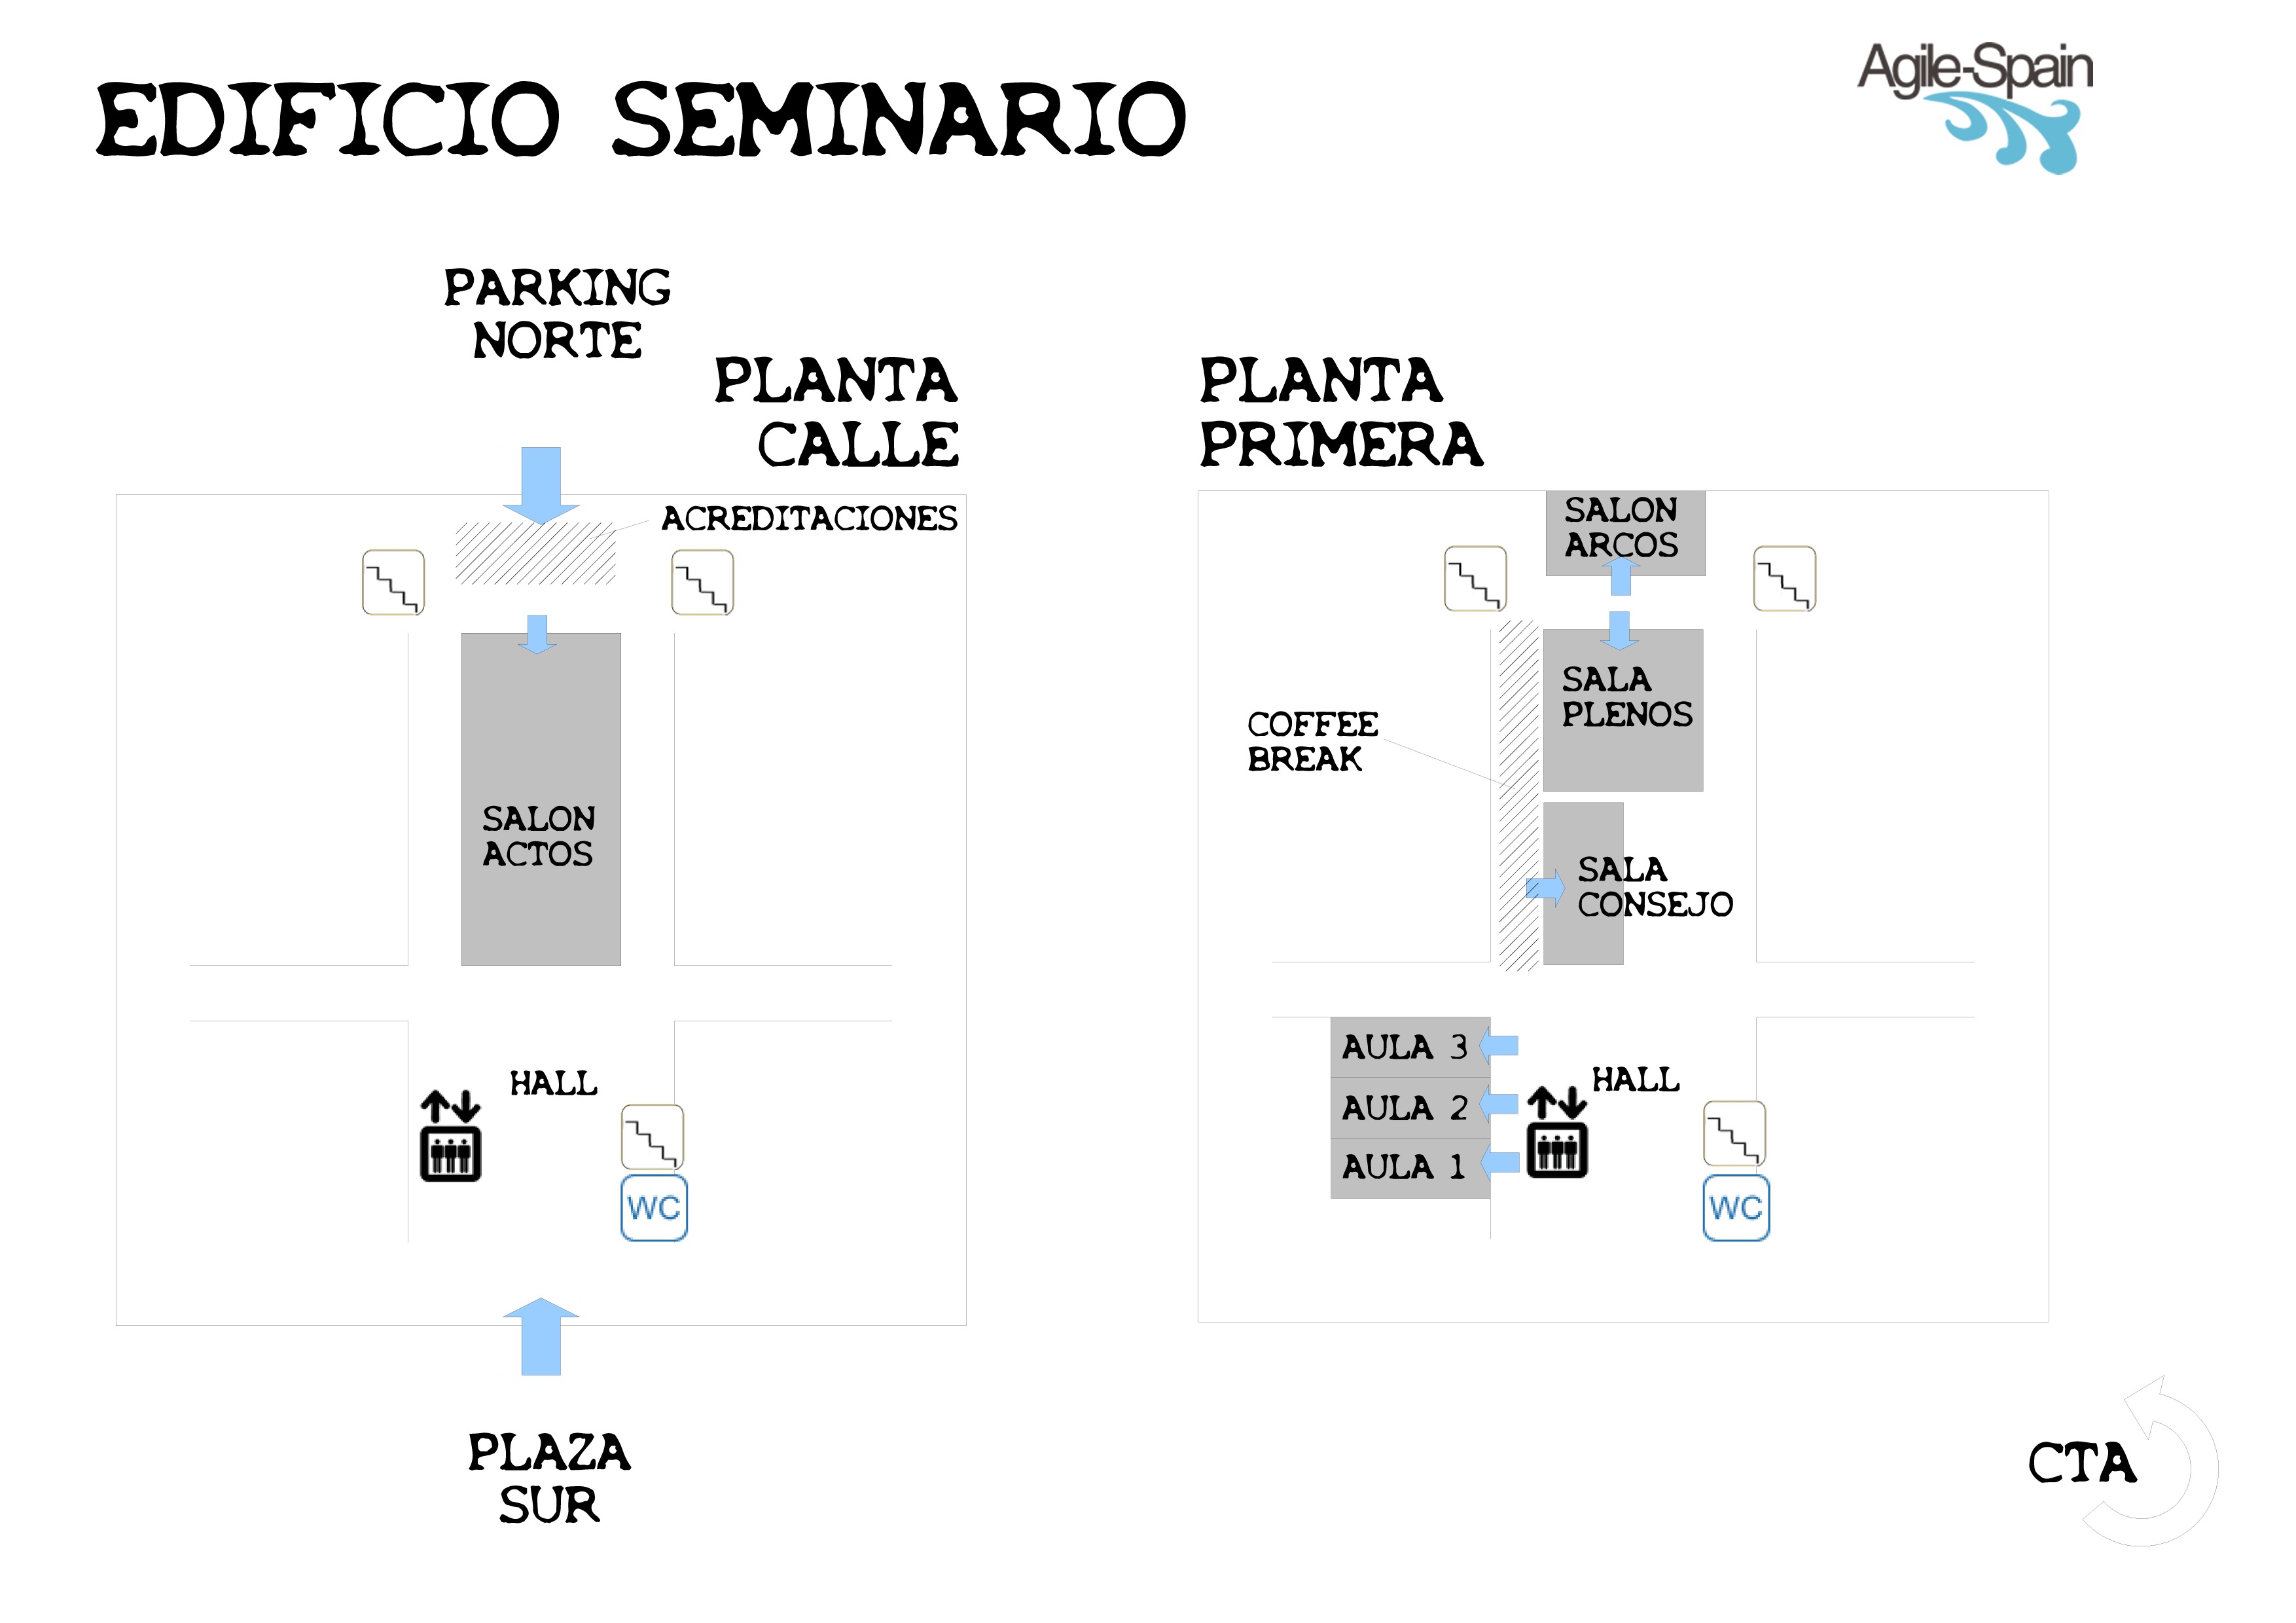 EDIFICIO SEMINARIO
Agile-Spain
PARKING
NORTE
PLANTA
CALLE
ACREDITACIONES
SALON
ACTOS
HALL
WC
PLAZA
SUR
PLANTA
PRIMERA
SALON
ARCOS
SALA
PLENOS
COFFEE
BREAK
SALA
CONSEJO
AULA 3
AULA 2
AULA 1
HALL
WC
CTA